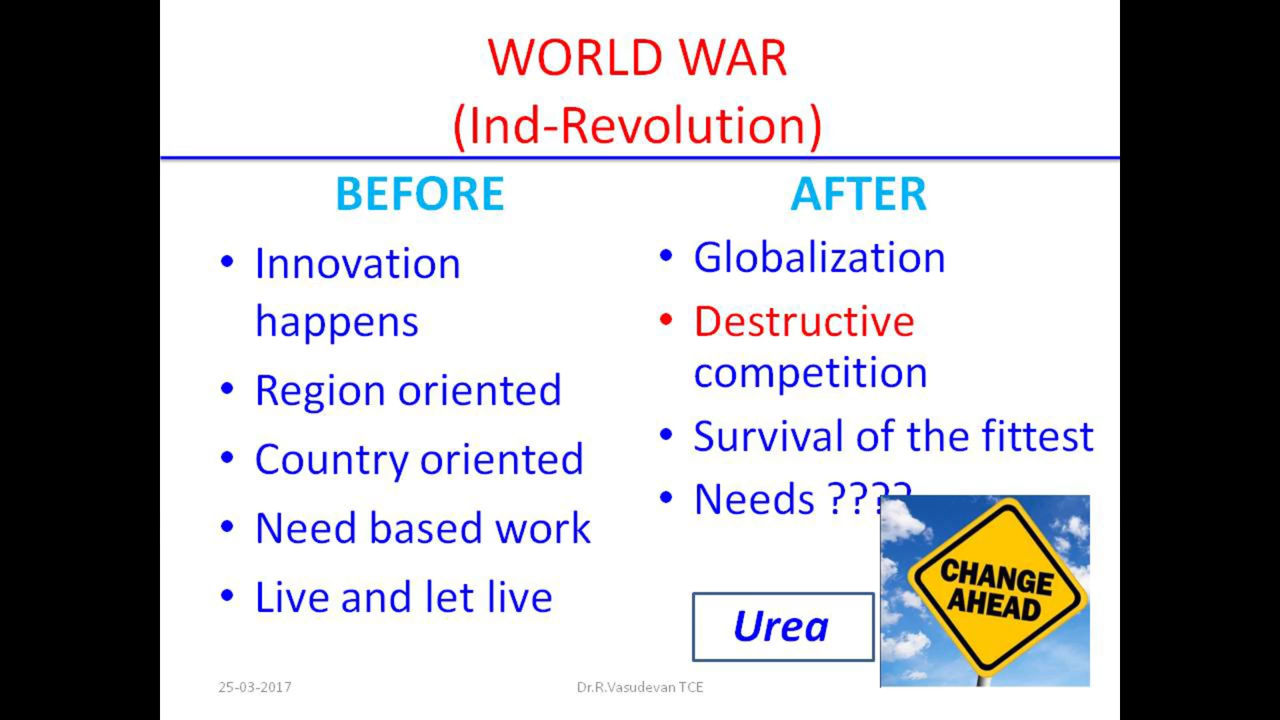 WORLD WAR
(Ind-Revolution)
BEFORE
• Innovation
happens
• Region oriented
• Country oriented
• Need based work
• Live and let live
AFTER
• Globalization
• Destructive
competition
• Survival of the fittest
• Needs ????
Urea
CHANGE
AHEAD
25-03-2017
Dr.R.Vasudevan TCE